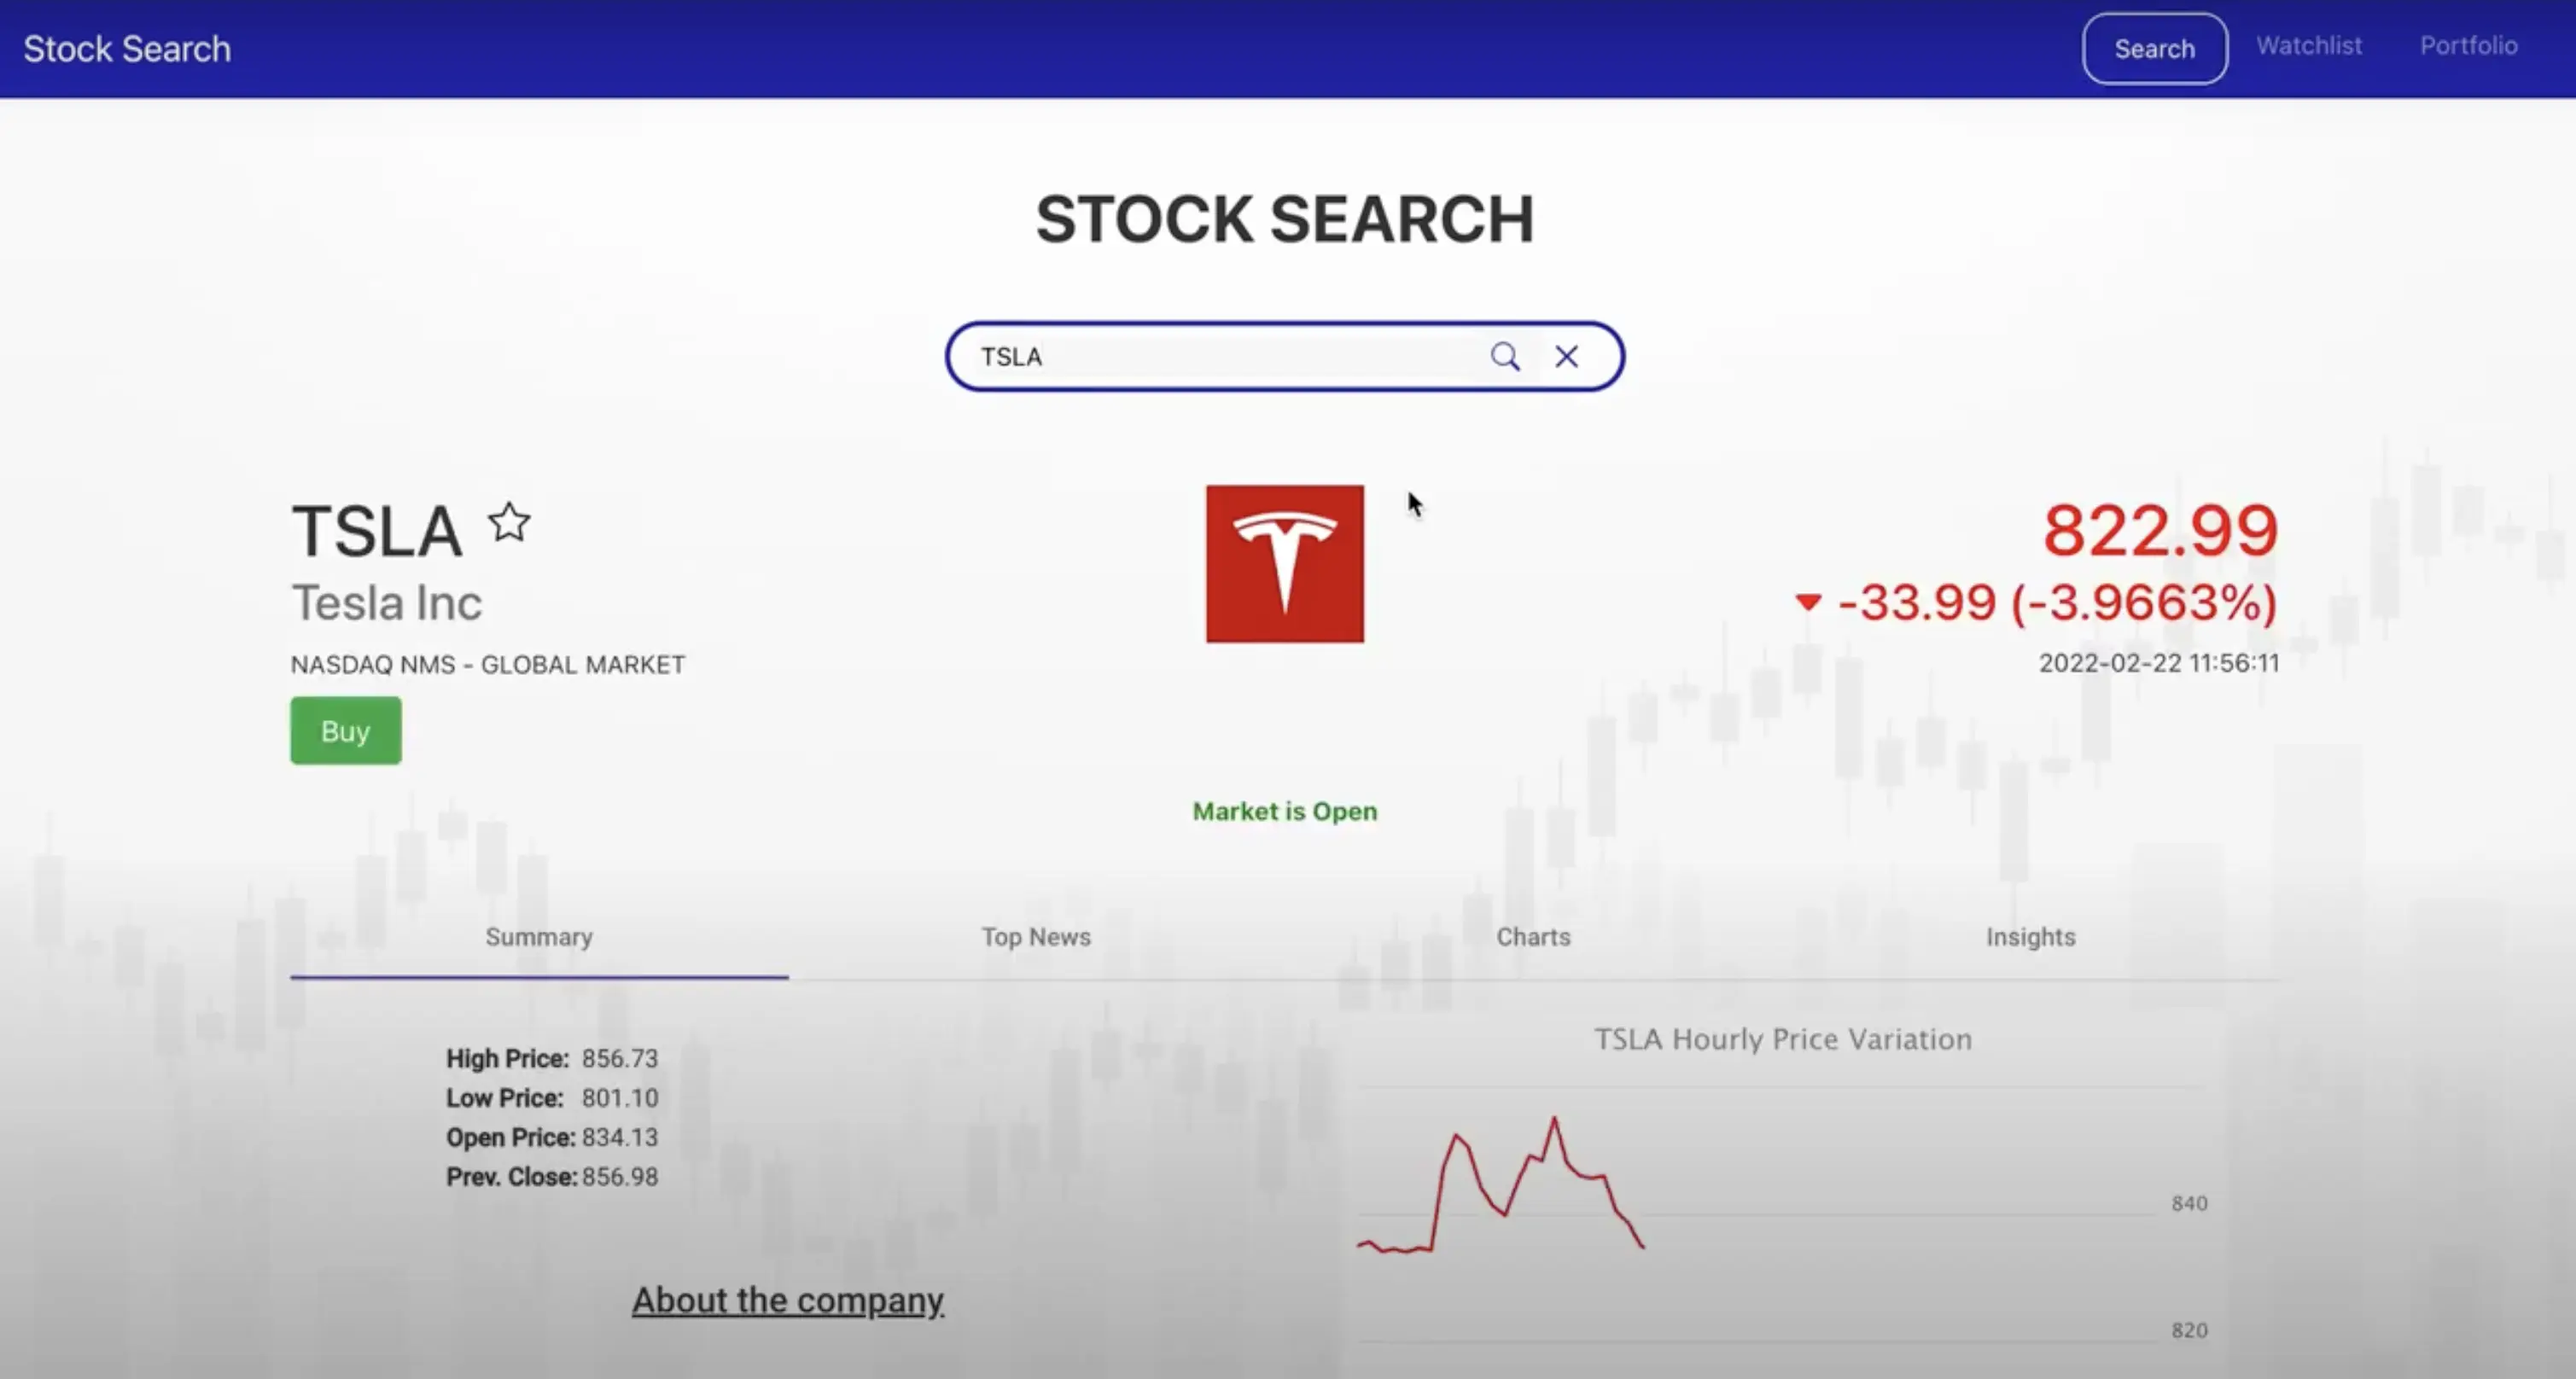 Stock Search
Search
Watchlist
Portfolio
STOCK SEARCH
TSLA
TSLA
Tesla Inc
NASDAQ NMS - GLOBAL MARKET
Buy
822.99
-33.99 (-3.9663%)
2022-02-22 11:56:11
Market is Open
Summary
Top News
Charts
Insights
High Price: 856.73
Low Price: 801.10
Open Price: 834.13
Prev. Close: 856.98
About the company
TSLA Hourly Price Variation
840
820